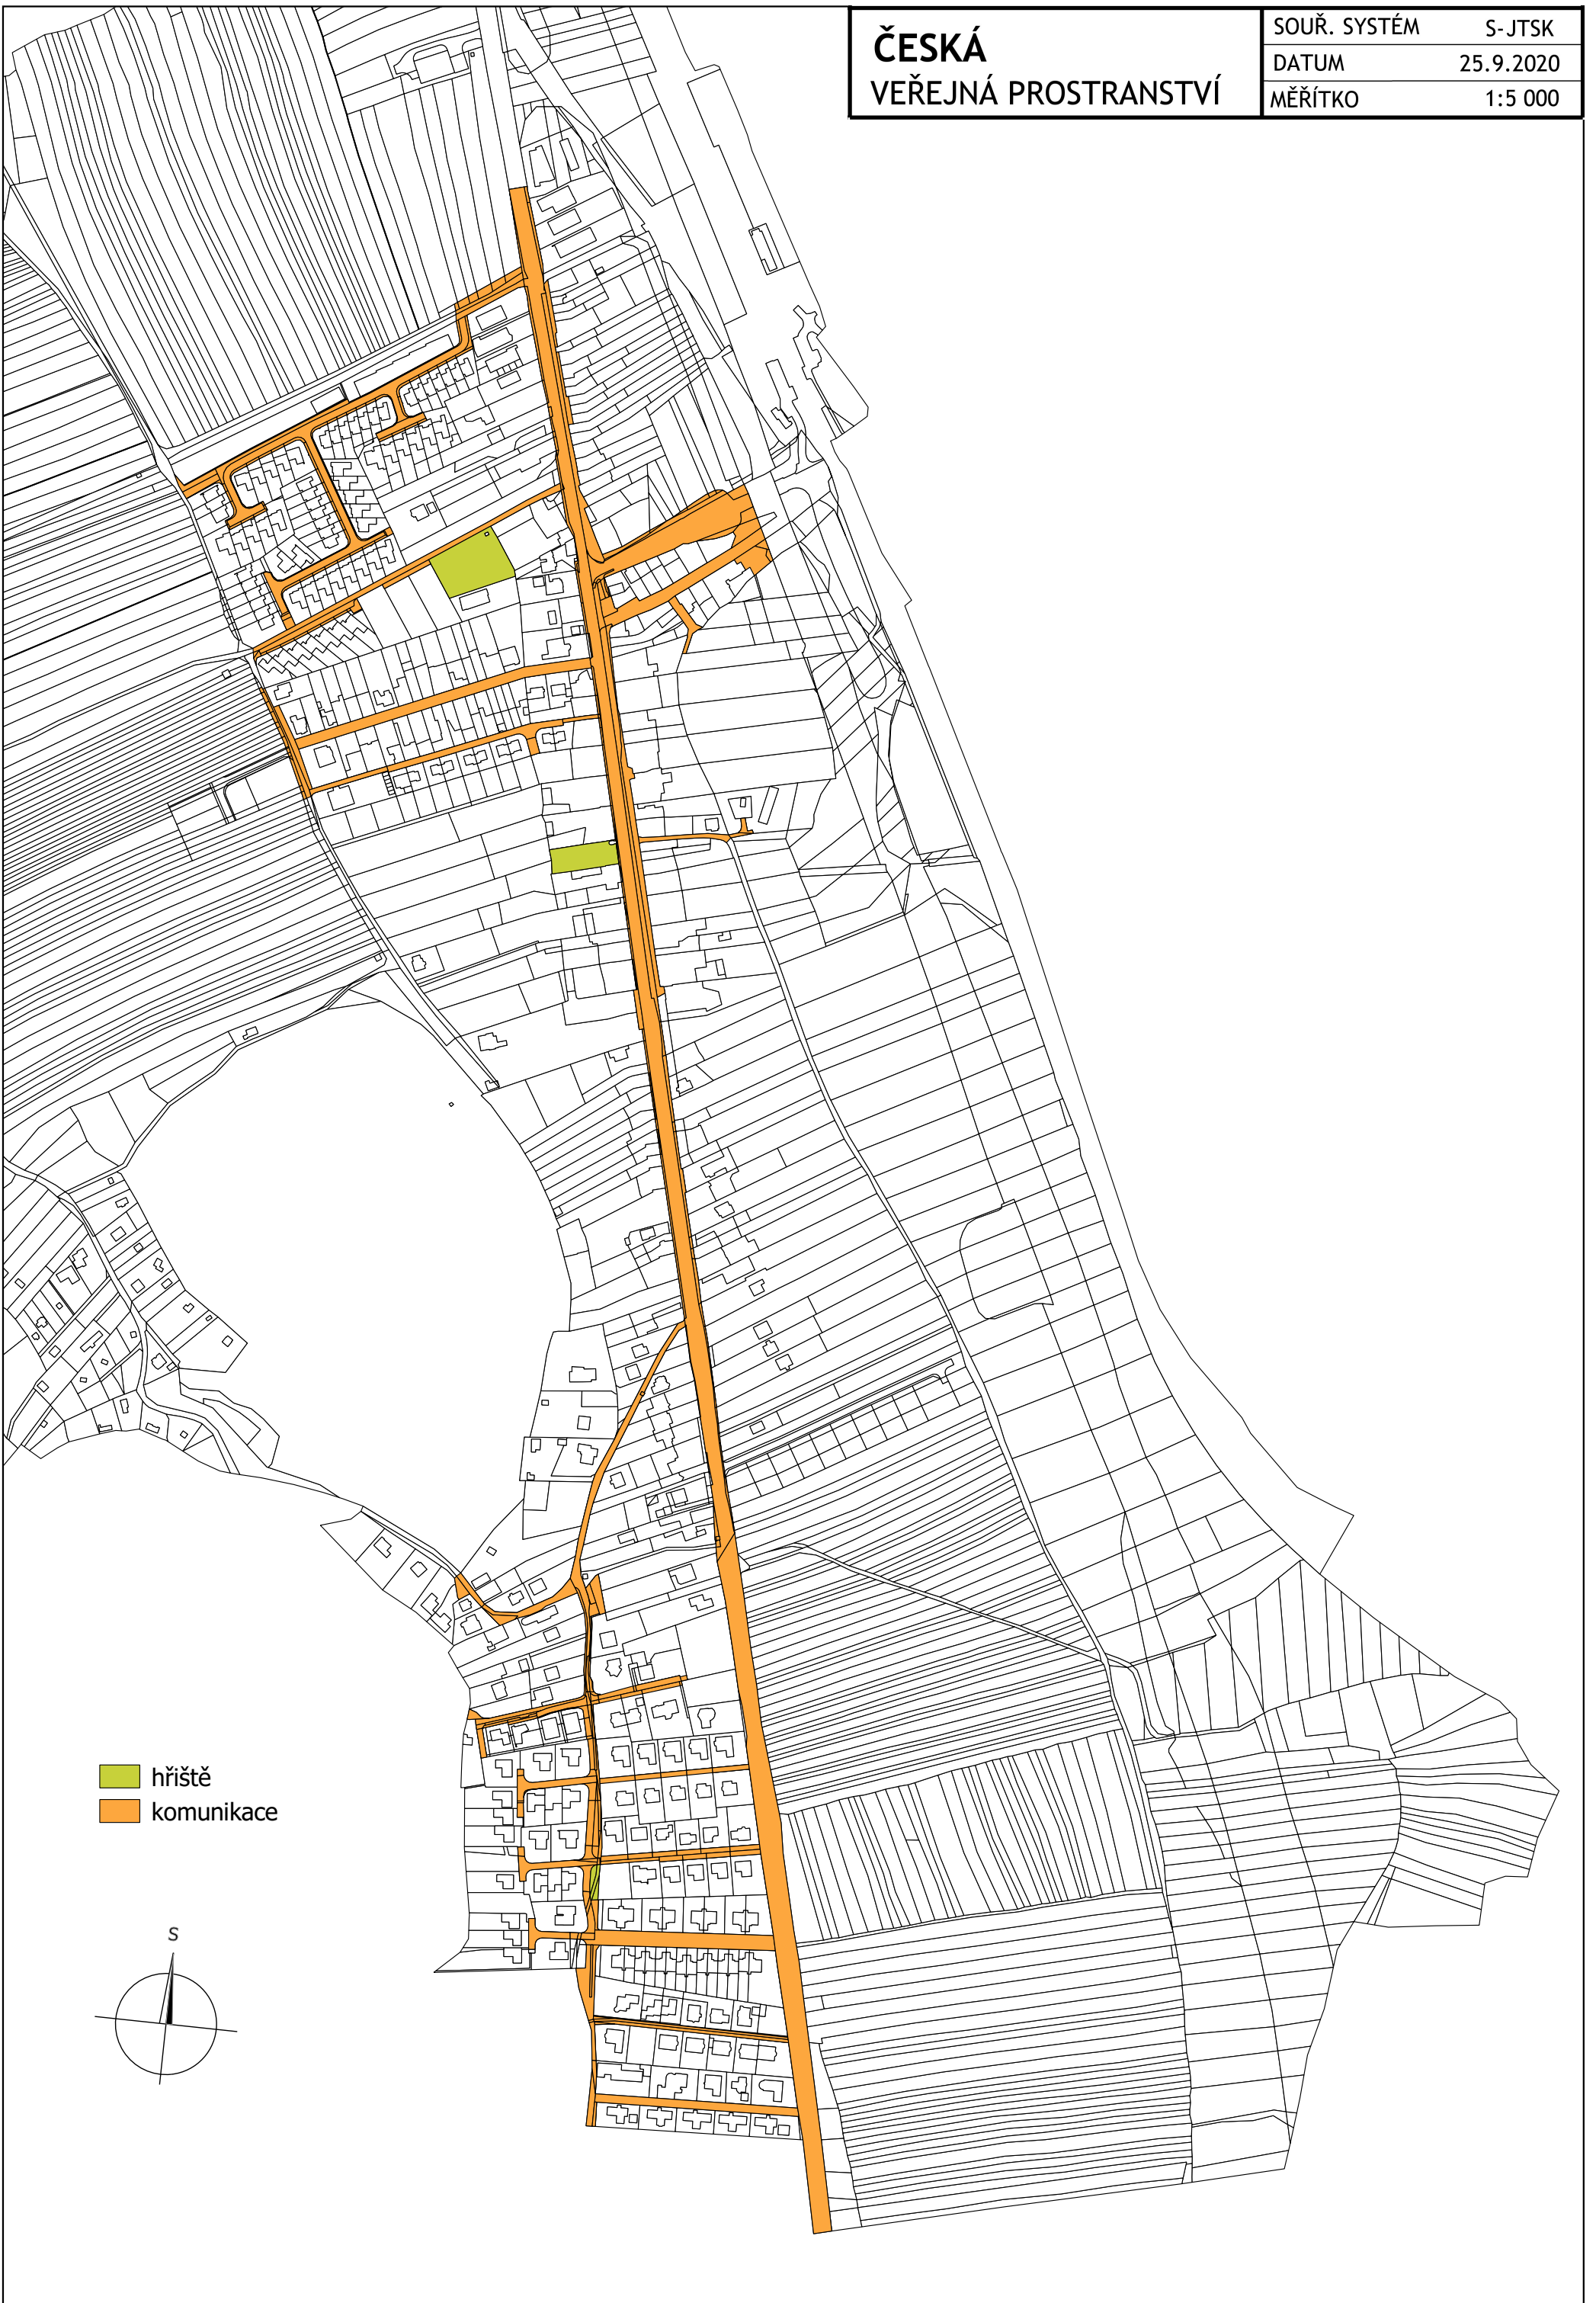 ČESKÁ
VEŘEJNÁ PROSTRANSTVÍ
SOUŘ. SYSTÉM S-JTSK
DATUM 25.9.2020
MĚŘÍTKO 1:5 000
hřiště
komunikace
S